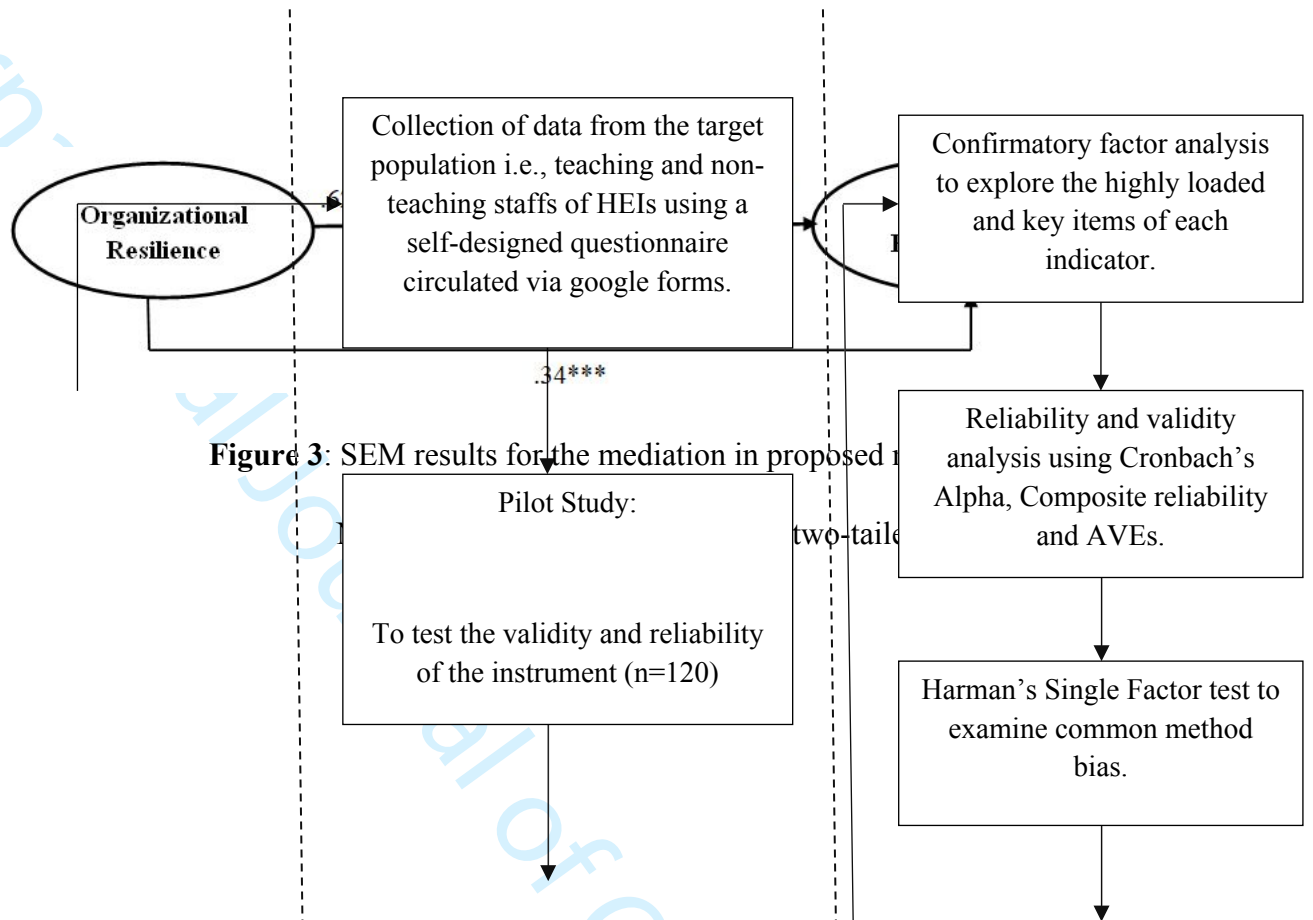 Collection of data from the target
population i.e., teaching and non-
teaching staffs of HEIs using a
self-designed questionnaire
circulated via google forms.
Organizational
Resilience
.34***
Figure 3: SEM results for the mediation in proposed
two-taile
Pilot Study:
To test the validity and reliability
of the instrument (n=120)
Confirmatory factor analysis
to explore the highly loaded
and key items of each
indicator.
Reliability and validity
analysis using Cronbach’s
Alpha, Composite reliability
and AVEs.
Harman’s Single Factor test to
examine common method
bias.
al Journal of